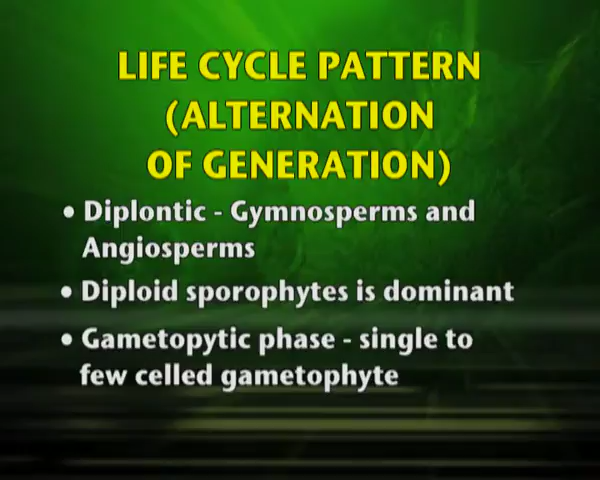 LIFE CYCLE PATTERN
(ALTERNATION
OF GENERATION)
• Diplontic - Gymnosperms and
Angiosperms
• Diploid sporophytes is dominant
• Gametopytic phase - single to
few celled gametophyte